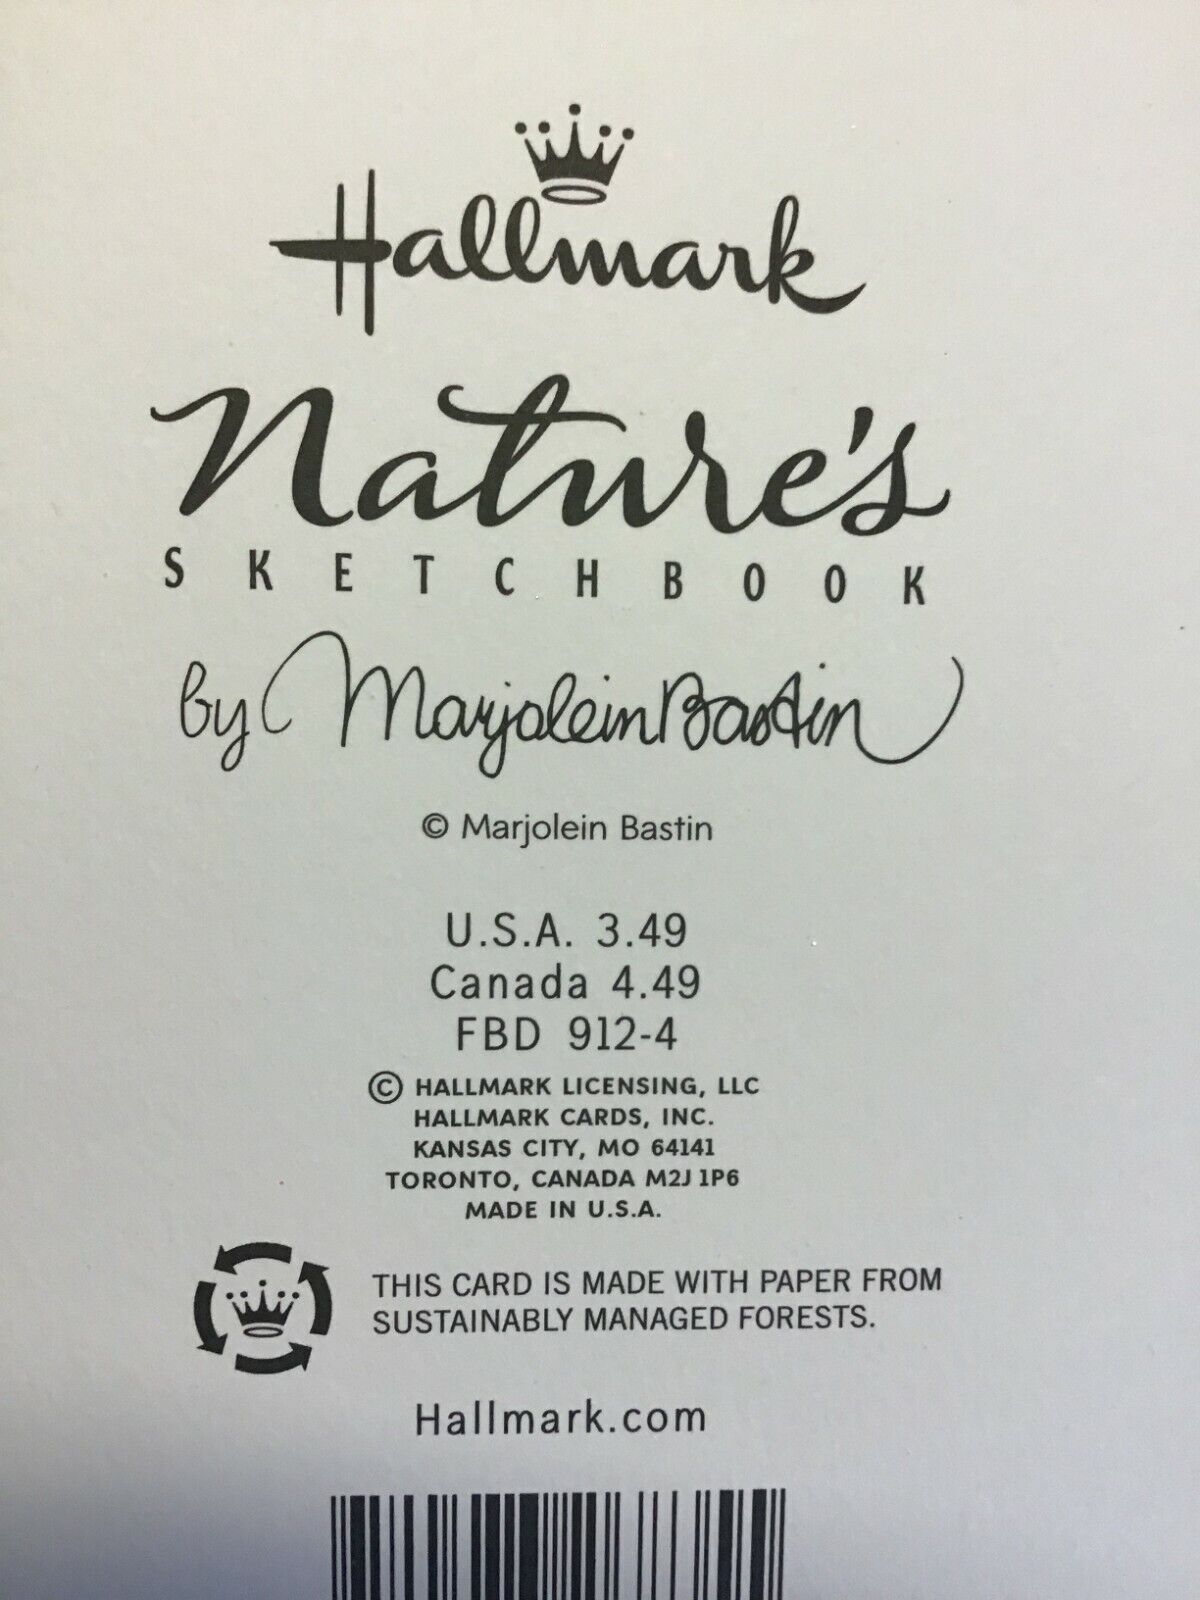 Hallmark
Nature's
SKETCHBOOK
by Marjolein Bastin
© Marjolein Bastin
U.S.A. 3.49
Canada 4.49
FBD 912-4
© HALLMARK LICENSING, LLC
HALLMARK CARDS, INC.
KANSAS CITY, MO 64141
TORONTO, CANADA M2J 1P6
MADE IN U.S.A.
THIS CARD IS MADE WITH PAPER FROM
SUSTAINABLY MANAGED FORESTS.
Hallmark.com